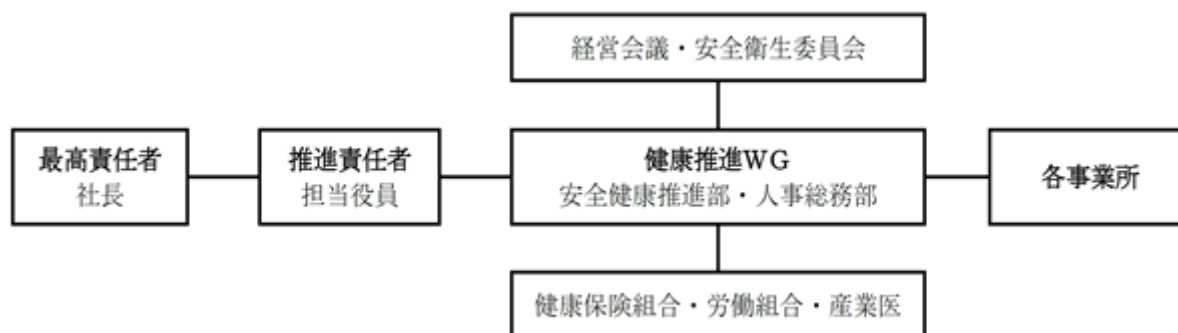 経営会議・安全衛生委員会
最高責任者
社長
推進責任者
担当役員
健康推進WG
安全健康推進部・人事総務部
各事業所
健康保険組合・労働組合・産業医